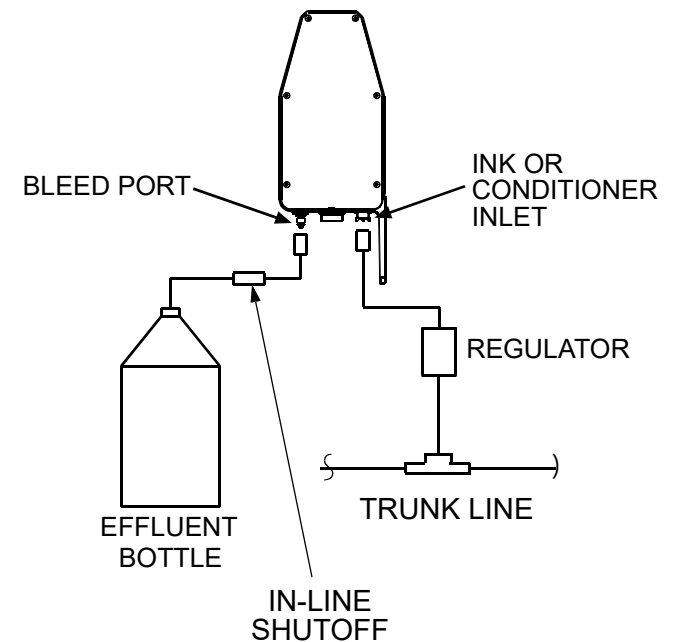 BLEED PORT
INK OR
CONDITIONER
INLET
REGULATOR
TRUNK LINE
EFFLUENT
BOTTLE
IN-LINE
SHUTOFF